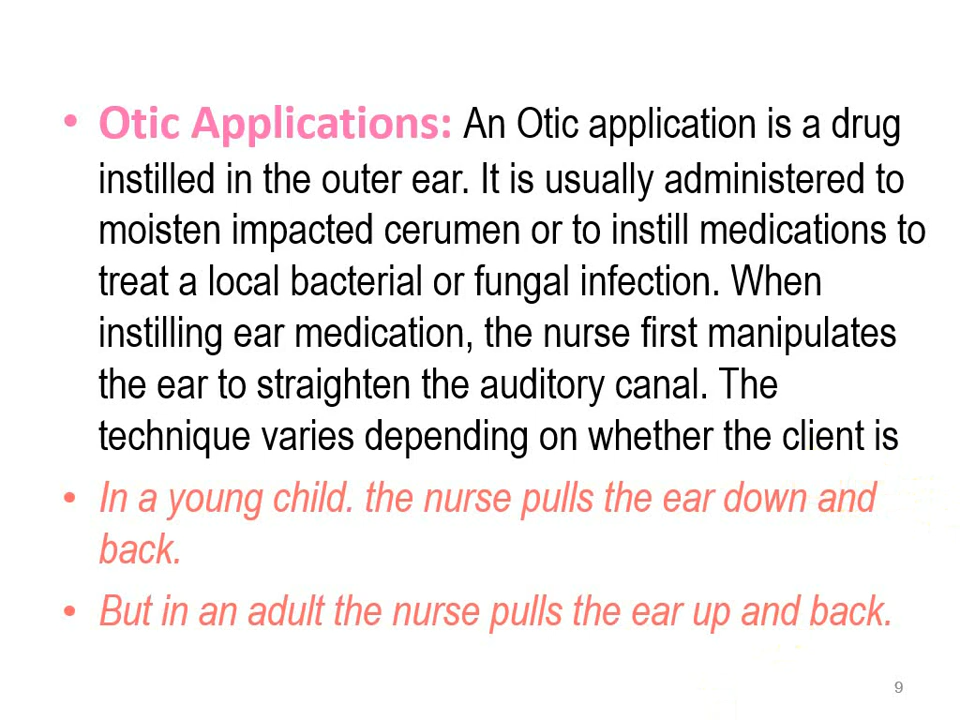 • Otic Applications: An Otic application is a drug
instilled in the outer ear. It is usually administered to
moisten impacted cerumen or to instill medications to
treat a local bacterial or fungal infection. When
instilling ear medication, the nurse first manipulates
the ear to straighten the auditory canal. The
technique varies depending on whether the client is
• In a young child. the nurse pulls the ear down and
back.
• But in an adult the nurse pulls the ear up and back.
9